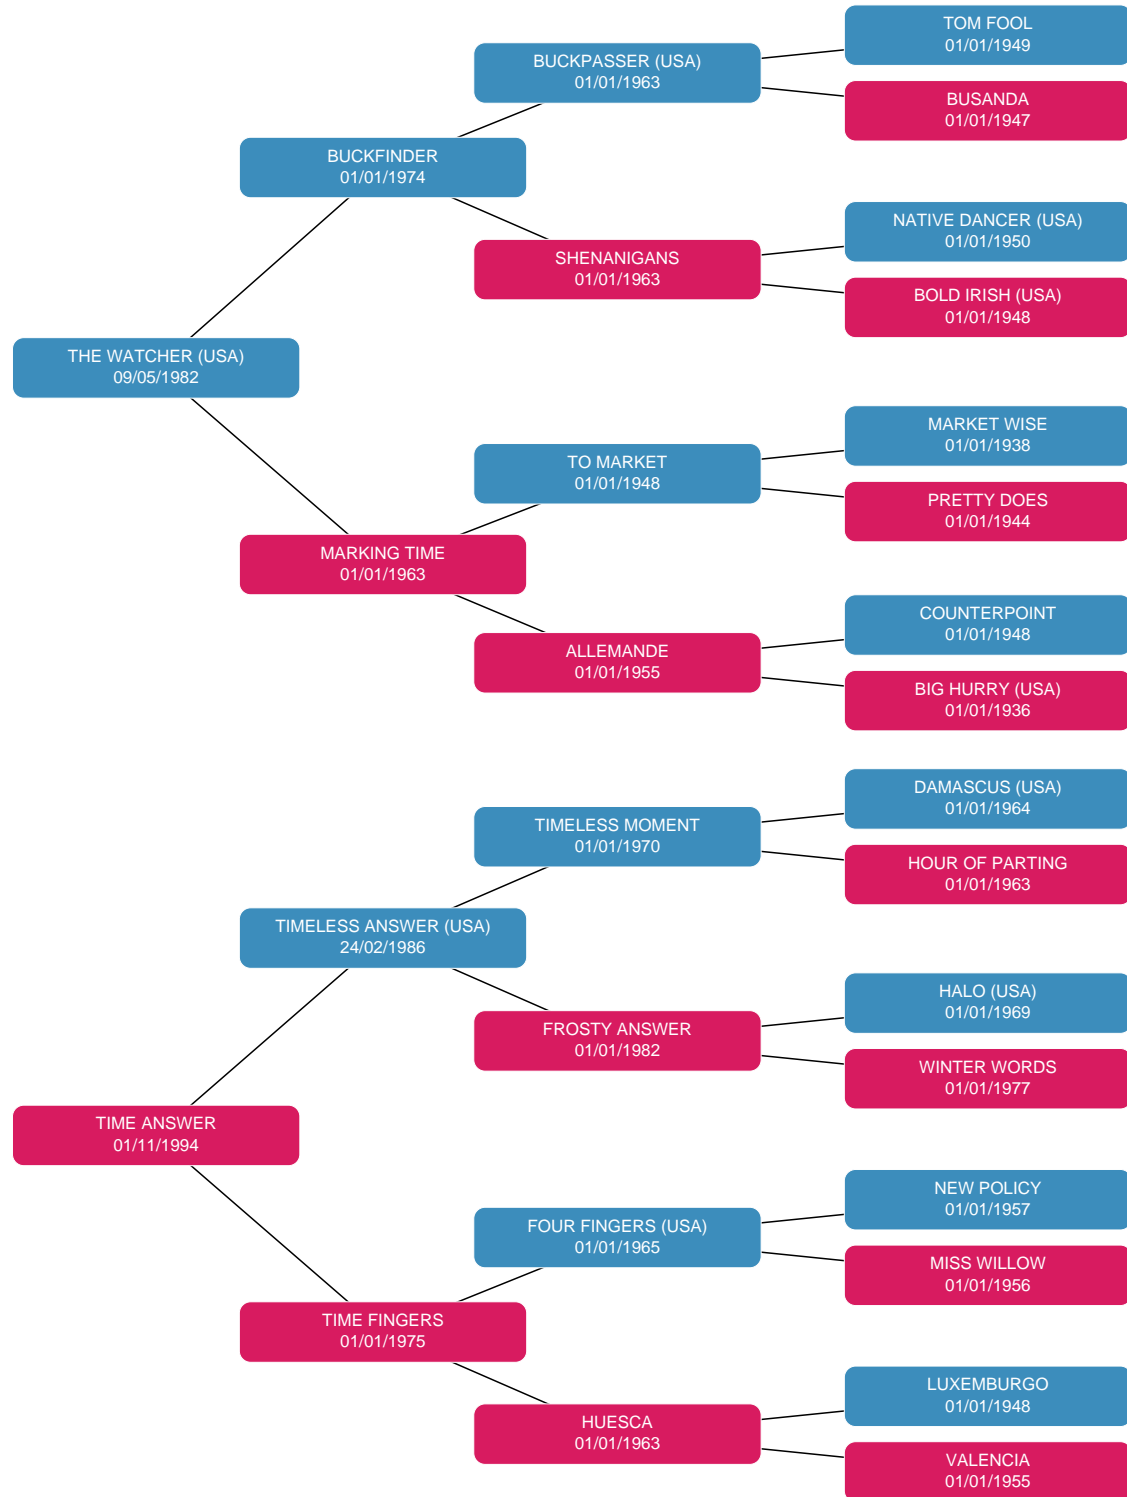 TOM FOOL
01/01/1949
BUCKPASSER (USA)
01/01/1963
BUSANDA
01/01/1947
BUCKFINDER
01/01/1974
NATIVE DANCER (USA)
01/01/1950
SHENANIGANS
01/01/1963
BOLD IRISH (USA)
01/01/1948
THE WATCHER (USA)
09/05/1982
MARKET WISE
01/01/1938
TO MARKET
01/01/1948
PRETTY DOES
01/01/1944
MARKING TIME
01/01/1963
COUNTERPOINT
01/01/1948
ALLEMANDE
01/01/1955
BIG HURRY (USA)
01/01/1936
DAMASCUS (USA)
01/01/1964
TIMELESS MOMENT
01/01/1970
HOUR OF PARTING
01/01/1963
TIMELESS ANSWER (USA)
24/02/1986
HALO (USA)
01/01/1969
FROSTY ANSWER
01/01/1982
WINTER WORDS
01/01/1977
TIME ANSWER
01/11/1994
NEW POLICY
01/01/1957
FOUR FINGERS (USA)
01/01/1965
MISS WILLOW
01/01/1956
TIME FINGERS
01/01/1975
LUXEMBURGO
01/01/1948
HUESCA
01/01/1963
VALENCIA
01/01/1955